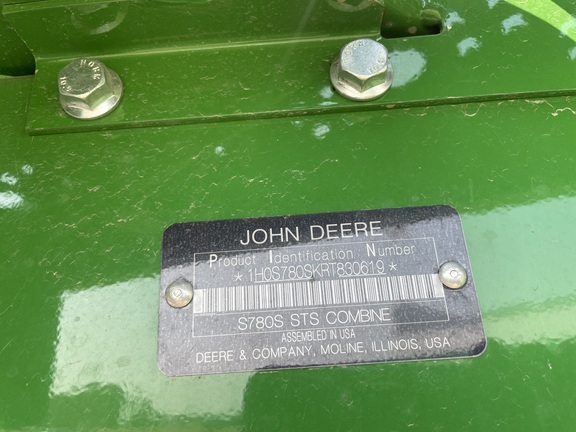 JOHN DEERE
Product Identification Number
*1H0S780SKRT830619*
S780S STS COMBINE
ASSEMBLED IN USA
DEERE & COMPANY, MOLINE, ILLINOIS, USA